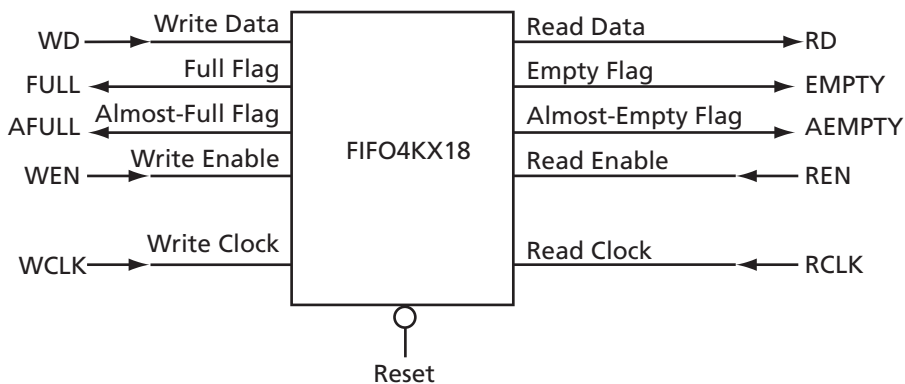 WD Write Data Read Data RD
FULL Full Flag Empty Flag EMPTY
AFULL Almost-Full Flag Almost-Empty Flag AEMPTY
FIFO4KX18
WEN Write Enable Read Enable REN
WCLK Write Clock Read Clock RCLK
Reset